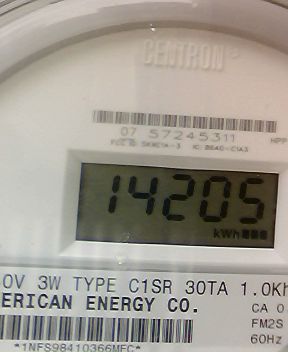 CENTRON®
07 57245311
14205
kWh
0V 3W TYPE C1SR 30TA 1.0Kh
ERICAN ENERGY CO.
CA 0.
FM2S
60Hz
*1NFS98410366MFC*